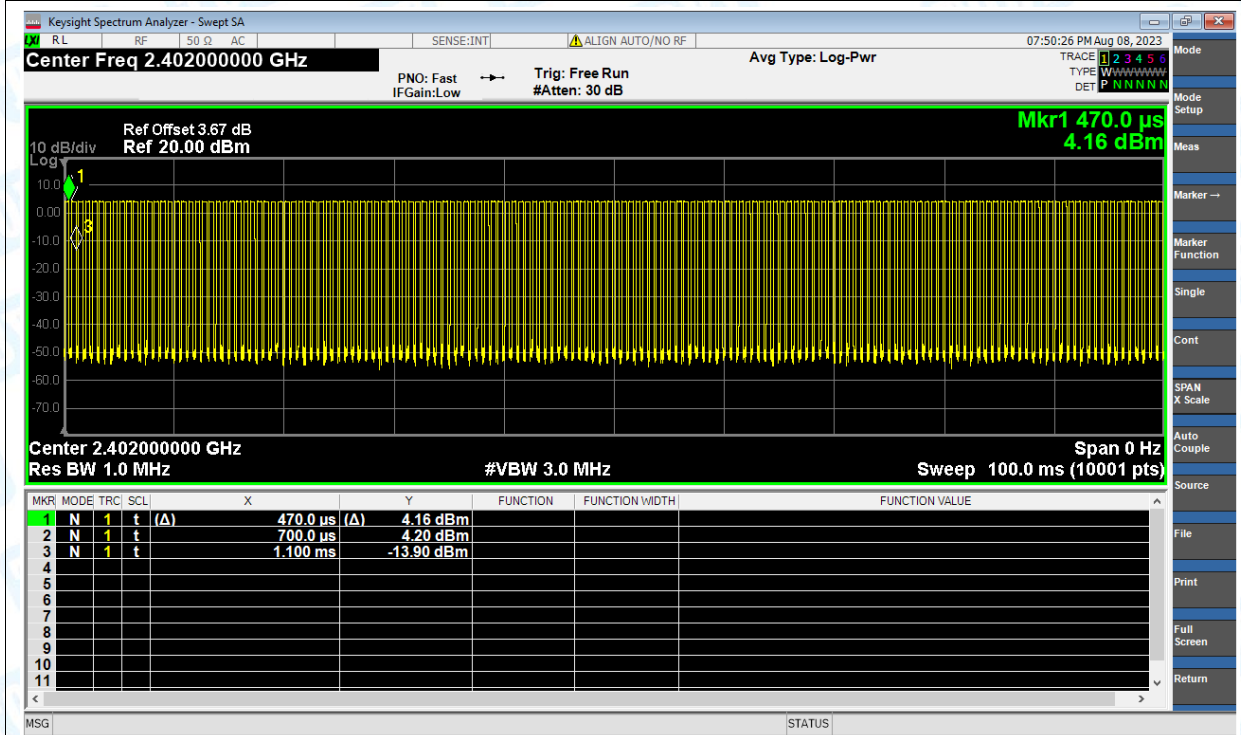 Keysight Spectrum Analyzer - Swept SA
LXI RL RF 50 Ω AC SENSE:INT ALIGN AUTO/NO RF 07:50:26 PM Aug 08, 2023
Center Freq 2.402000000 GHz
PNO: Fast
IFGain:Low
Trig: Free Run
#Atten: 30 dB
Avg Type: Log-Pwr
TRACE 1 2 3 4 5 6
TYPE WWWWWW
DET P N N N N N
Ref Offset 3.67 dB
10 dB/div Ref 20.00 dBm
Log
Mkr1 470.0 µs
4.16 dBm
10.0
0.00
-10.0
-20.0
-30.0
-40.0
-50.0
-60.0
-70.0
1
3
Center 2.402000000 GHz Span 0 Hz
Res BW 1.0 MHz #VBW 3.0 MHz Sweep 100.0 ms (10001 pts)
MKR MODE TRC SCL X Y FUNCTION FUNCTION WIDTH FUNCTION VALUE
1 N 1 t (Δ) 470.0 µs (Δ) 4.16 dBm
2 N 1 t 700.0 µs 4.20 dBm
3 N 1 t 1.100 ms -13.90 dBm
4
5
6
7
8
9
10
11
MSG STATUS
Mode
Mode
Setup
Meas
Marker →
Marker
Function
Single
Cont
SPAN
X Scale
Auto
Couple
Source
File
Print
Full
Screen
Return